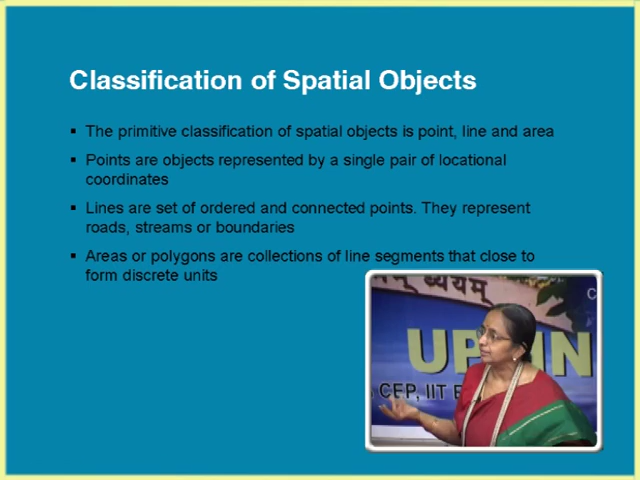 Classification of Spatial Objects
▪ The primitive classification of spatial objects is point, line and area
▪ Points are objects represented by a single pair of locational
coordinates
▪ Lines are set of ordered and connected points. They represent
roads, streams or boundaries
▪ Areas or polygons are collections of line segments that close to
form discrete units
ध्येयम्
C
UP
IN
CEP, IIT